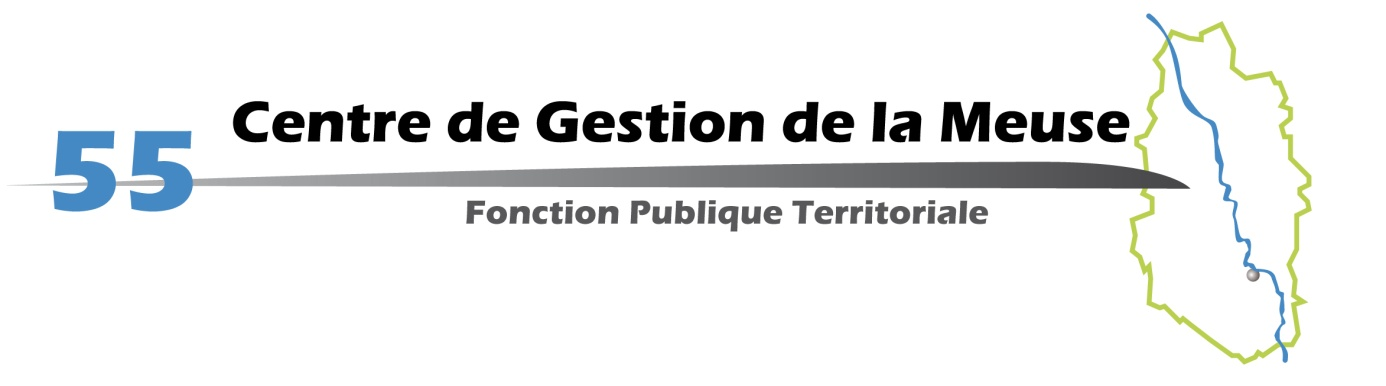 Centre de Gestion de la Meuse
55
Fonction Publique Territoriale